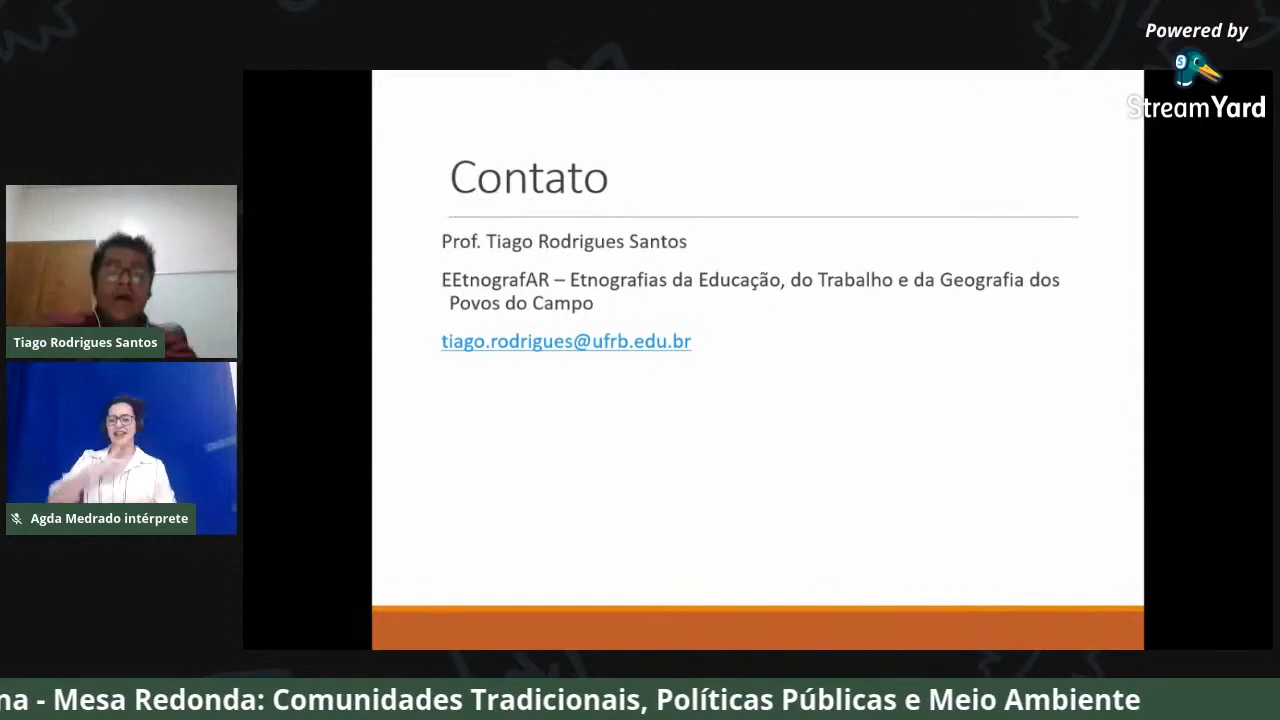 Powered by
StreamYard
Contato
Prof. Tiago Rodrigues Santos
EEtnografAR – Etnografias da Educação, do Trabalho e da Geografia dos
Povos do Campo
tiago.rodrigues@ufrb.edu.br
Tiago Rodrigues Santos
Agda Medrado intérprete
na - Mesa Redonda: Comunidades Tradicionais, Políticas Públicas e Meio Ambiente